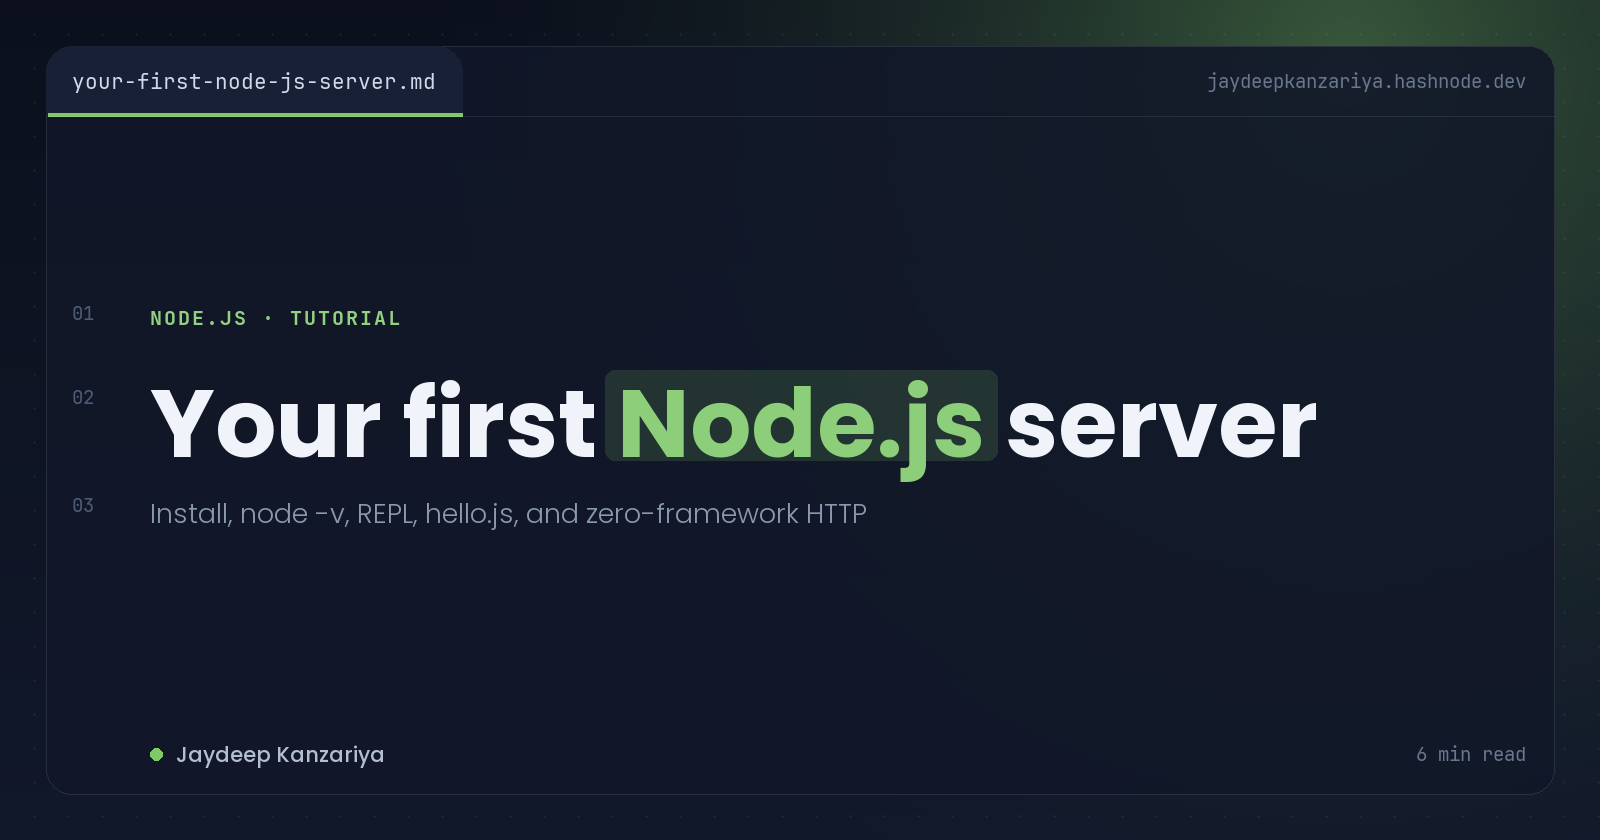 your-first-node-js-server.md
jaydeepkanzariya.hashnode.dev
01
NODE.JS · TUTORIAL
02
Your first Node.js server
03
Install, node -v, REPL, hello.js, and zero-framework HTTP
Jaydeep Kanzariya
6 min read